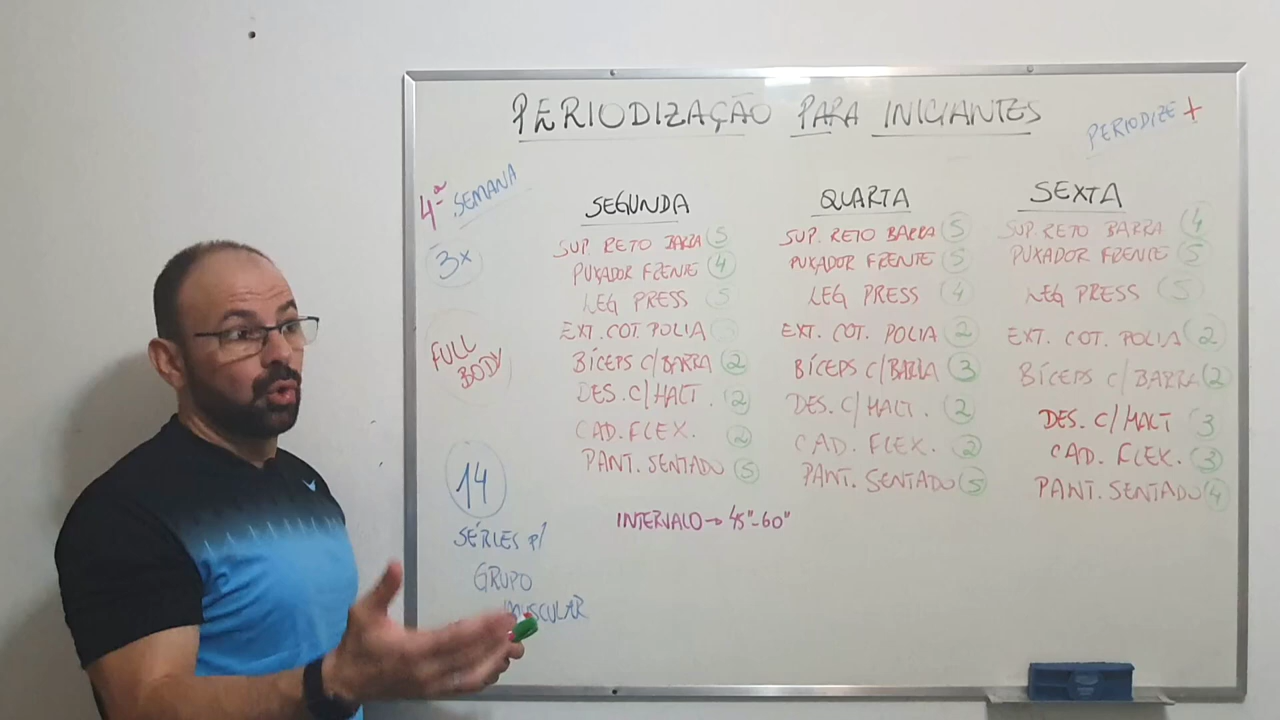 PERIODIZAÇÃO PARA INICIANTES
PERIODIZE +
4ª SEMANA
3x
FULL
BODY
14
SÉRIES p/
GRUPO
MUSCULAR
SEGUNDA
SUP. RETO BARRA 5
PUXADOR FRENTE 4
LEG PRESS 5
EXT. COT. POLIA
BÍCEPS C/BARRA 2
DES. C/HALT. 2
CAD. FLEX. 2
PANT. SENTADO 5
INTERVALO → 45"-60"
QUARTA
SUP. RETO BARRA 5
PUXADOR FRENTE 5
LEG PRESS 4
EXT. COT. POLIA 2
BÍCEPS C/BARRA 3
DES. C/HALT. 2
CAD. FLEX. 2
PANT. SENTADO 5
SEXTA
SUP. RETO BARRA 4
PUXADOR FRENTE 5
LEG PRESS 5
EXT. COT. POLIA 2
BÍCEPS C/BARRA 2
DES. C/HALT 3
CAD. FLEX. 3
PANT. SENTADO 4